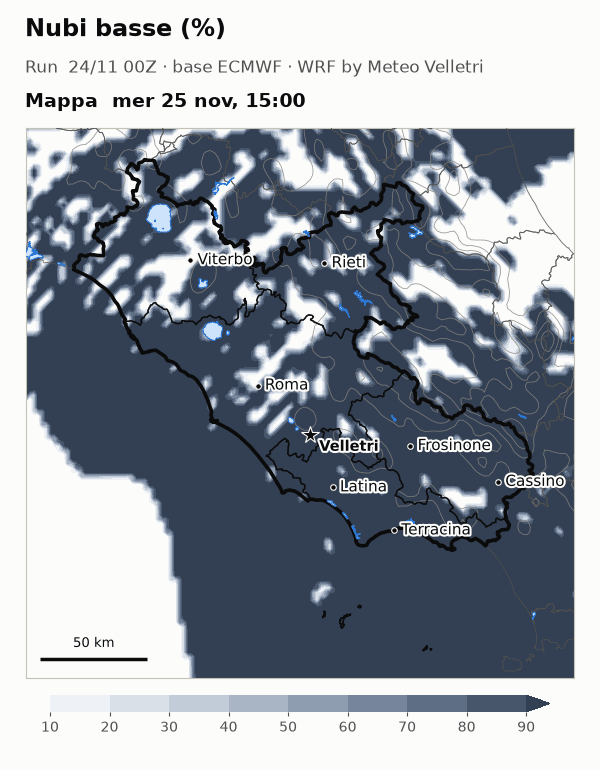 Nubi basse (%)
Run 24/11 00Z · base ECMWF · WRF by Meteo Velletri
Mappa mer 25 nov, 15:00
Viterbo
Rieti
Roma
Velletri
Frosinone
Latina
Cassino
Terracina
50 km
10 20 30 40 50 60 70 80 90